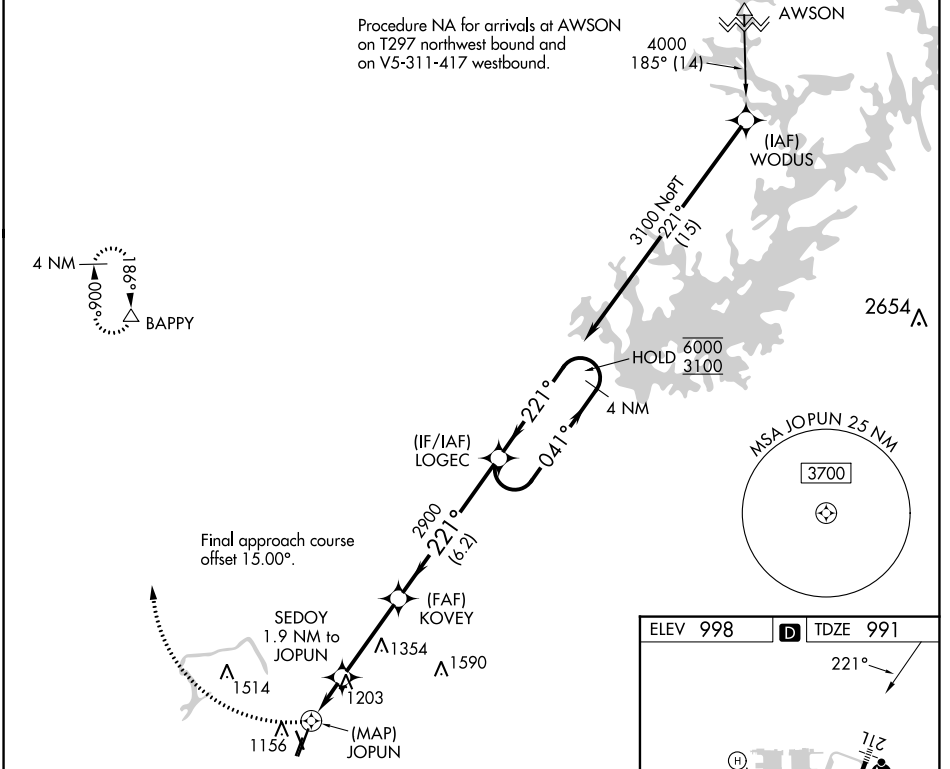 Procedure NA for arrivals at AWSON
on T297 northwest bound and
on V5-311-417 westbound.
AWSON
4000
185° (14)
(IAF)
WODUS
3100 NoPT
221°
(15)
4 NM
186°
006°
BAPPY
2654
HOLD 6000
3100
4 NM
221°
041°
(IF/IAF)
LOGEC
MSA JOPUN 25 NM
3700
2900
221°
(6.2)
Final approach course
offset 15.00°.
(FAF)
KOVEY
SEDOY
1.9 NM to
JOPUN
1354
1590
1514
1203
1156
(MAP)
JOPUN
ELEV 998 D TDZE 991
221°
21L
H